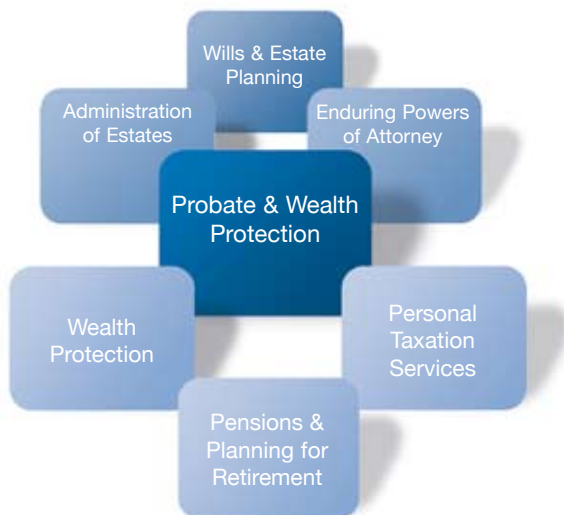 Wills & Estate
Planning
Administration
of Estates
Enduring Powers
of Attorney
Probate & Wealth
Protection
Wealth
Protection
Personal
Taxation
Services
Pensions &
Planning for
Retirement